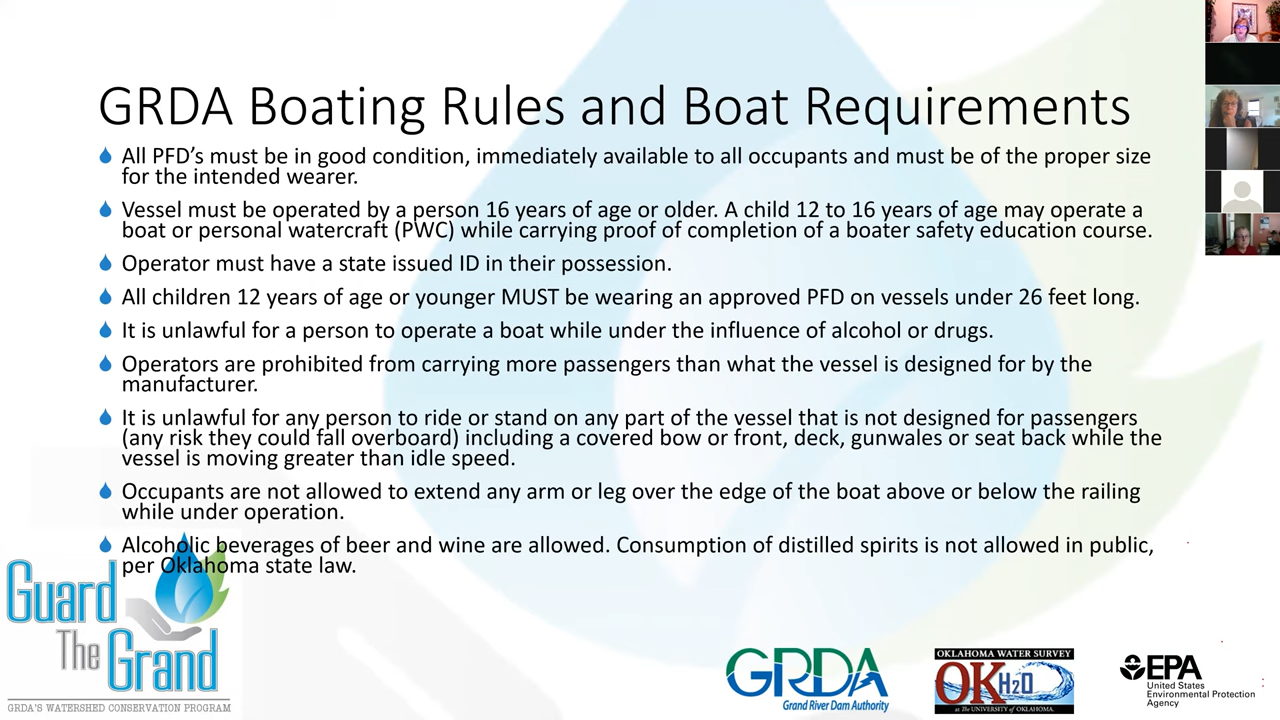 GRDA Boating Rules and Boat Requirements
All PFD's must be in good condition, immediately available to all occupants and must be of the proper size
for the intended wearer.
Vessel must be operated by a person 16 years of age or older. A child 12 to 16 years of age may operate a
boat or personal watercraft (PWC) while carrying proof of completion of a boater safety education course.
Operator must have a state issued ID in their possession.
All children 12 years of age or younger MUST be wearing an approved PFD on vessels under 26 feet long.
It is unlawful for a person to operate a boat while under the influence of alcohol or drugs.
Operators are prohibited from carrying more passengers than what the vessel is designed for by the
manufacturer.
It is unlawful for any person to ride or stand on any part of the vessel that is not designed for passengers
(any risk they could fall overboard) including a covered bow or front, deck, gunwales or seat back while the
vessel is moving greater than idle speed.
Occupants are not allowed to extend any arm or leg over the edge of the boat above or below the railing
while under operation.
Alcoholic beverages of beer and wine are allowed. Consumption of distilled spirits is not allowed in public,
per Oklahoma state law.
Guard
The Grand
GRDA'S WATERSHED CONSERVATION PROGRAM
GRDA
Grand River Dam Authority
OKLAHOMA WATER SURVEY
OK H2O
at The UNIVERSITY of OKLAHOMA.
EPA
United States
Environmental Protection
Agency